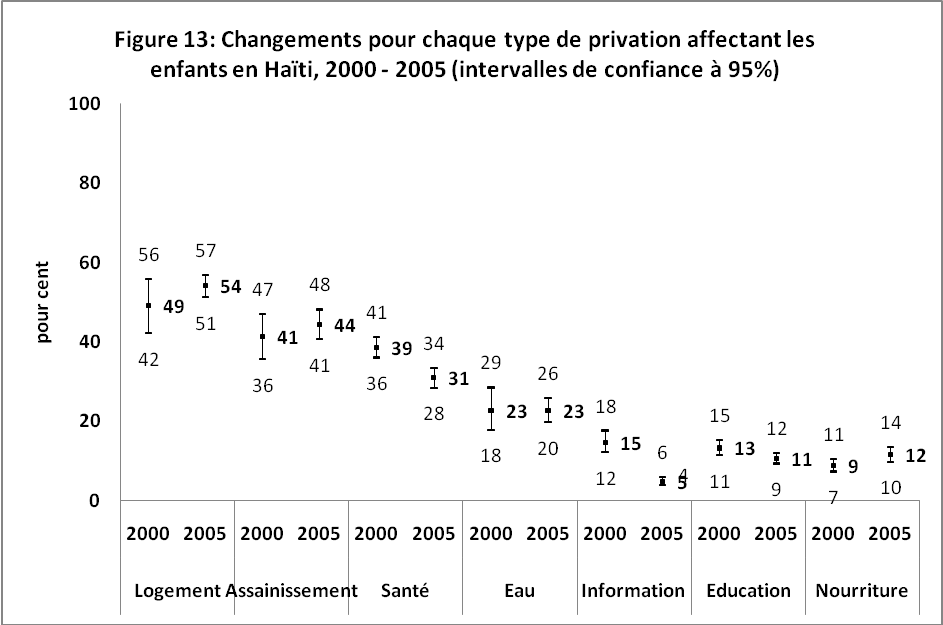 Figure 13: Changements pour chaque type de privation affectant les
enfants en Haïti, 2000 - 2005 (intervalles de confiance à 95%)
pour cent
100
80
60
40
20
0
56 57 47 48 41 34 29 26 18 6 15 12 11 14
49 54 41 44 39 31 23 23 15 5 13 11 9 12
42 51 36 41 36 28 18 20 12 4 11 9 7 10
2000 2005 2000 2005 2000 2005 2000 2005 2000 2005 2000 2005 2000 2005
Logement Assainissement Santé Eau Information Education Nourriture